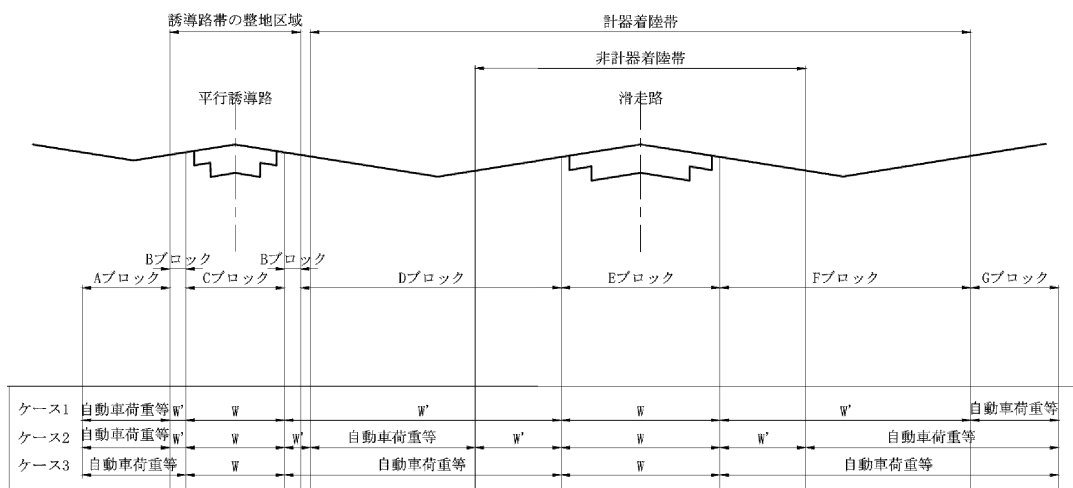 誘導路帯の整地区域
計器着陸帯
非計器着陸帯
平行誘導路
滑走路
Bブロック
Bブロック
Aブロック
Cブロック
Dブロック
Eブロック
Fブロック
Gブロック
ケース1 自動車荷重等 W' W W' W W' 自動車荷重等
ケース2 自動車荷重等 W' W W' 自動車荷重等 W' W W' 自動車荷重等
ケース3 自動車荷重等 W 自動車荷重等 W 自動車荷重等